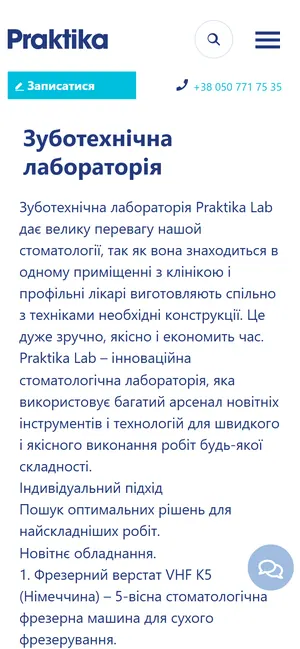 Praktika
Записатися
+38 050 771 75 35
Зуботехнічна
лабораторія
Зуботехнічна лабораторія Praktika Lab
дає велику перевагу нашой
стоматології, так як вона знаходиться в
одному приміщенні з клінікою і
профільні лікарі виготовляють спільно
з техніками необхідні конструкції. Це
дуже зручно, якісно і економить час.
Praktika Lab – інноваційна
стоматологічна лабораторія, яка
використовує багатий арсенал новітніх
інструментів і технологій для швидкого
і якісного виконання робіт будь-якої
складності.
Індивідуальний підхід
Пошук оптимальних рішень для
найскладніших робіт.
Новітнє обладнання.
1. Фрезерний верстат VHF K5
(Німеччина) – 5-вісна стоматологічна
фрезерна машина для сухого
фрезерування.